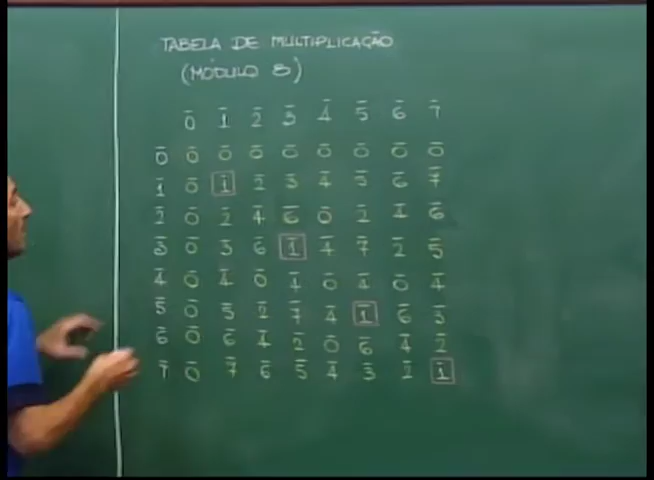 TABELA DE MULTIPLICAÇÃO
(MÓDULO 8)
0̄ 1̄ 2̄ 3̄ 4̄ 5̄ 6̄ 7̄
0̄ 0̄ 0̄ 0̄ 0̄ 0̄ 0̄ 0̄ 0̄
1̄ 0̄ 1̄ 2̄ 3̄ 4̄ 5̄ 6̄ 7̄
2̄ 0̄ 2̄ 4̄ 6̄ 0̄ 2̄ 4̄ 6̄
3̄ 0̄ 3̄ 6̄ 1̄ 4̄ 7̄ 2̄ 5̄
4̄ 0̄ 4̄ 0̄ 4̄ 0̄ 4̄ 0̄ 4̄
5̄ 0̄ 5̄ 2̄ 7̄ 4̄ 1̄ 6̄ 3̄
6̄ 0̄ 6̄ 4̄ 2̄ 0̄ 6̄ 4̄ 2̄
7̄ 0̄ 7̄ 6̄ 5̄ 4̄ 3̄ 2̄ 1̄